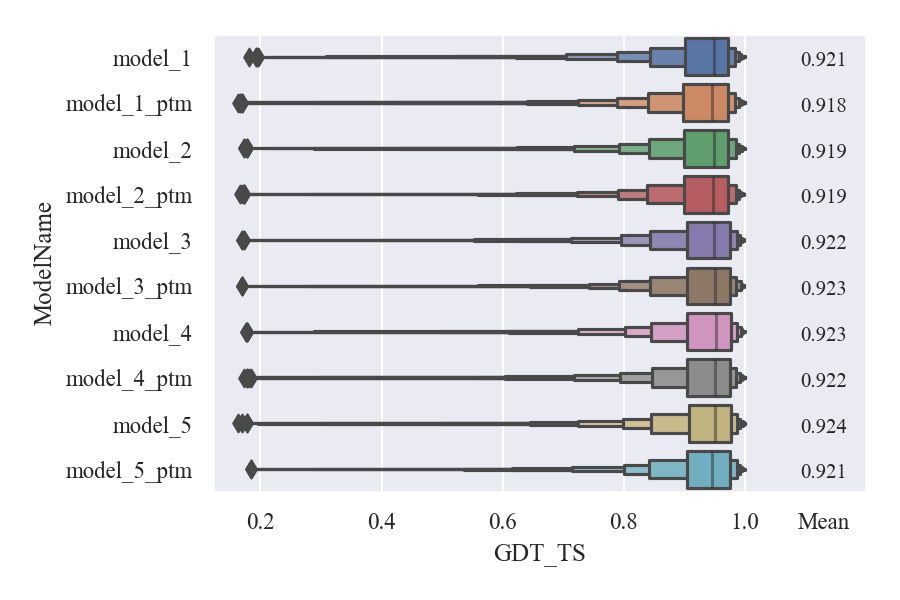 model_1 0.921
model_1_ptm 0.918
model_2 0.919
model_2_ptm 0.919
model_3 0.922
model_3_ptm 0.923
model_4 0.923
model_4_ptm 0.922
model_5 0.924
model_5_ptm 0.921
ModelName
0.2 0.4 0.6 0.8 1.0 Mean
GDT_TS